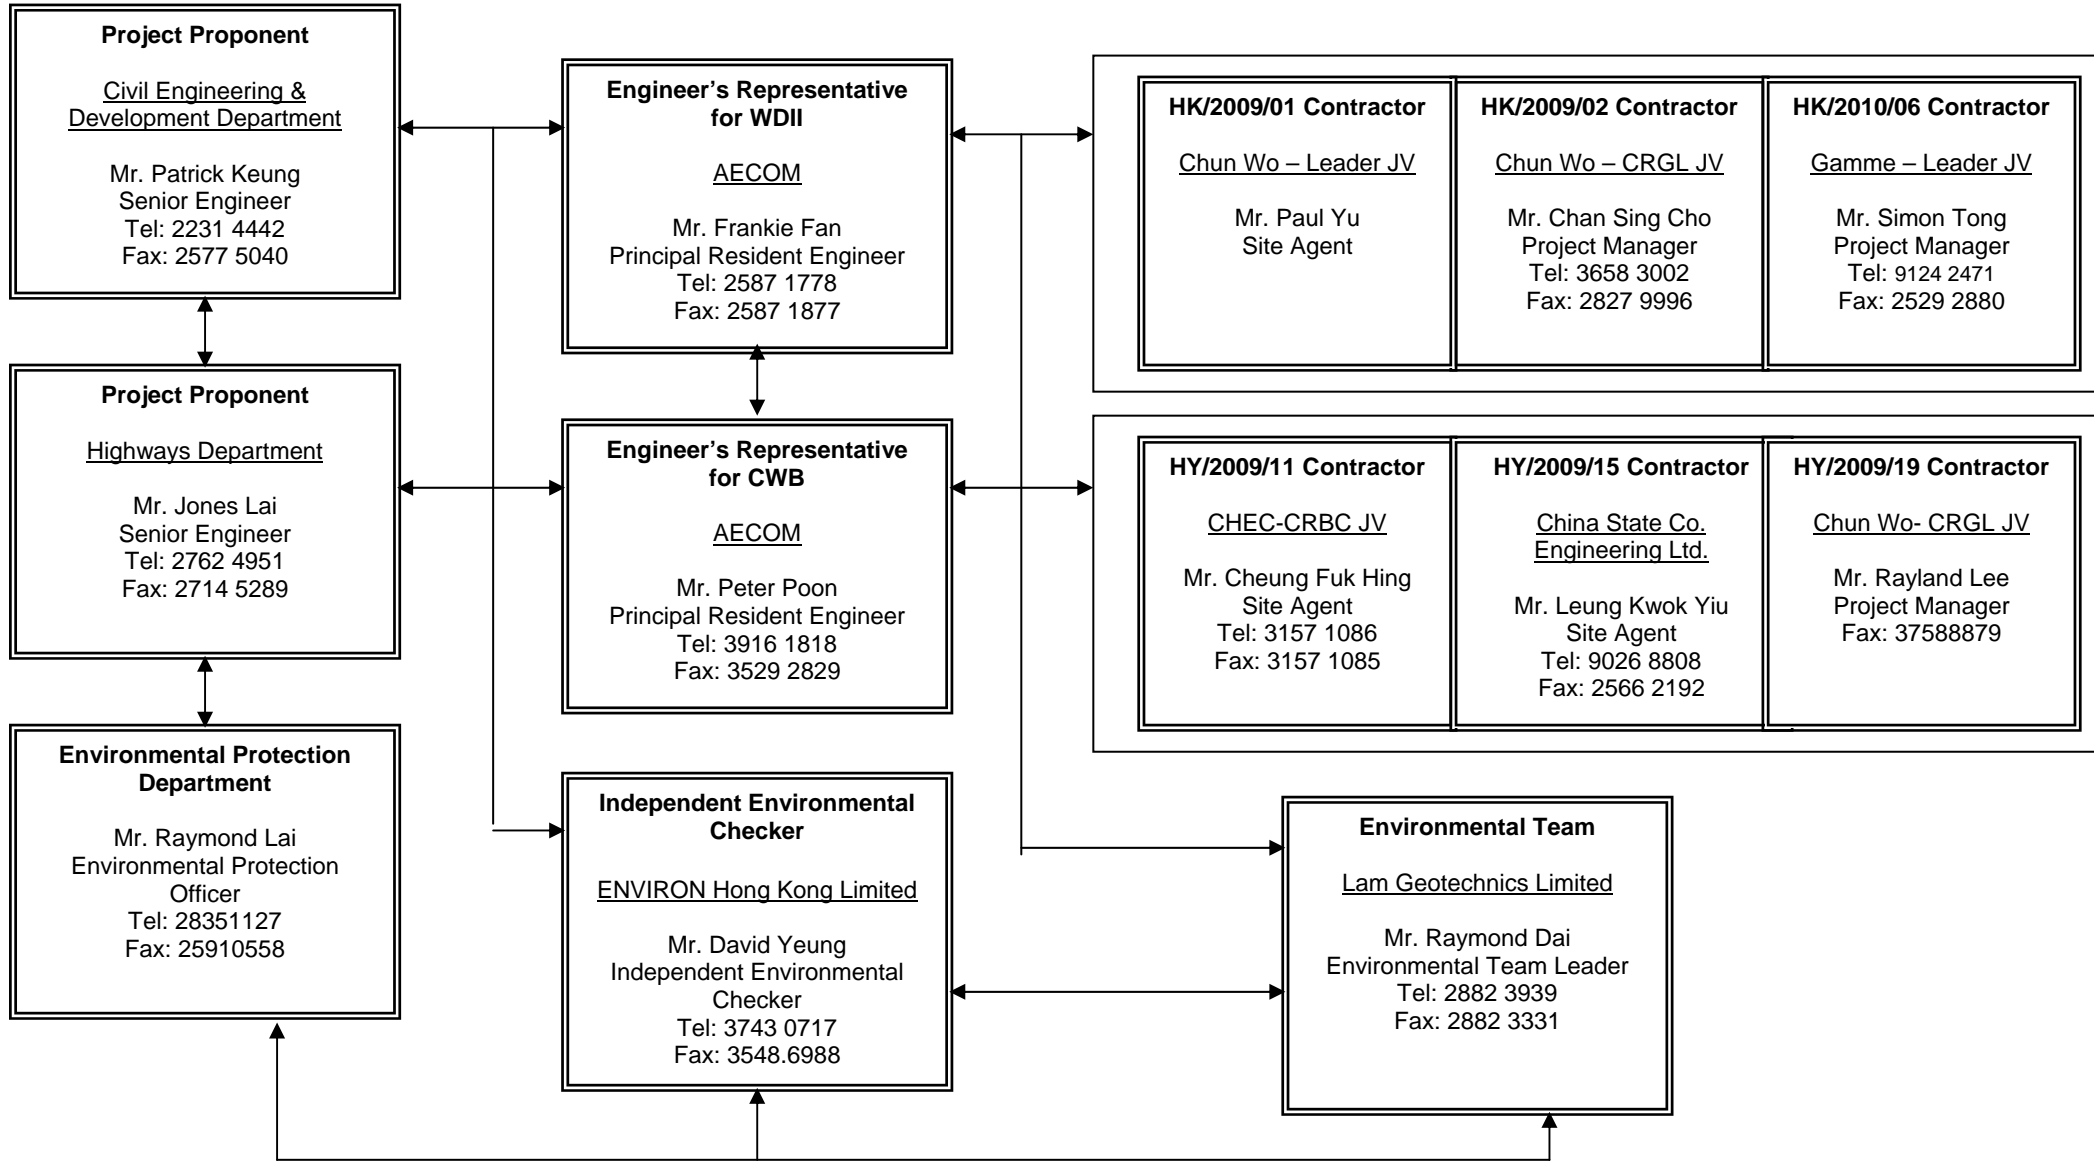 Project Proponent
Civil Engineering &
Development Department
Mr. Patrick Keung
Senior Engineer
Tel: 2231 4442
Fax: 2577 5040
Engineer's Representative
for WDII
AECOM
Mr. Frankie Fan
Principal Resident Engineer
Tel: 2587 1778
Fax: 2587 1877
HK/2009/01 Contractor
Chun Wo – Leader JV
Mr. Paul Yu
Site Agent
HK/2009/02 Contractor
Chun Wo – CRGL JV
Mr. Chan Sing Cho
Project Manager
Tel: 3658 3002
Fax: 2827 9996
HK/2010/06 Contractor
Gamme – Leader JV
Mr. Simon Tong
Project Manager
Tel: 9124 2471
Fax: 2529 2880
Project Proponent
Highways Department
Mr. Jones Lai
Senior Engineer
Tel: 2762 4951
Fax: 2714 5289
Engineer's Representative
for CWB
AECOM
Mr. Peter Poon
Principal Resident Engineer
Tel: 3916 1818
Fax: 3529 2829
HY/2009/11 Contractor
CHEC-CRBC JV
Mr. Cheung Fuk Hing
Site Agent
Tel: 3157 1086
Fax: 3157 1085
HY/2009/15 Contractor
China State Co.
Engineering Ltd.
Mr. Leung Kwok Yiu
Site Agent
Tel: 9026 8808
Fax: 2566 2192
HY/2009/19 Contractor
Chun Wo- CRGL JV
Mr. Rayland Lee
Project Manager
Fax: 37588879
Environmental Protection
Department
Mr. Raymond Lai
Environmental Protection
Officer
Tel: 28351127
Fax: 25910558
Independent Environmental
Checker
ENVIRON Hong Kong Limited
Mr. David Yeung
Independent Environmental
Checker
Tel: 3743 0717
Fax: 3548.6988
Environmental Team
Lam Geotechnics Limited
Mr. Raymond Dai
Environmental Team Leader
Tel: 2882 3939
Fax: 2882 3331